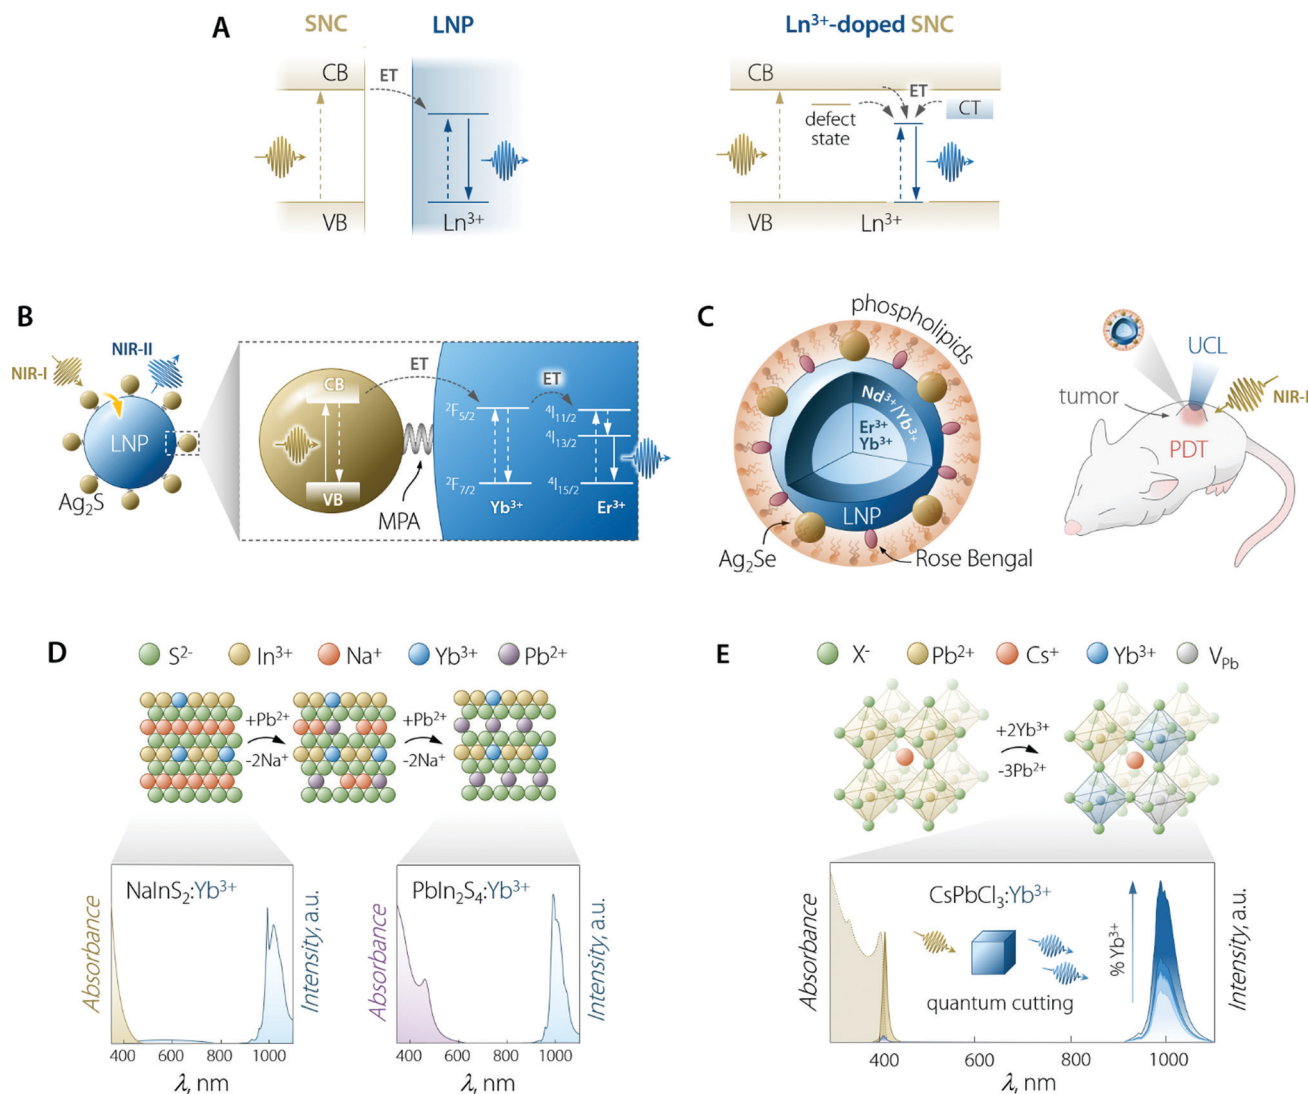 A
SNC
LNP
CB
ET
VB
Ln³⁺
Ln³⁺-doped SNC
CB
ET
defect
state
CT
VB
Ln³⁺
B
NIR-I
NIR-II
LNP
Ag₂S
CB
VB
ET
MPA
²F₅/₂
²F₇/₂
Yb³⁺
ET
⁴I₁₁/₂
⁴I₁₃/₂
⁴I₁₅/₂
Er³⁺
C
phospholipids
Nd³⁺/Yb³⁺
Er³⁺
Yb³⁺
LNP
Ag₂Se
Rose Bengal
UCL
NIR-I
tumor
PDT
D
S²⁻
In³⁺
Na⁺
Yb³⁺
Pb²⁺
+Pb²⁺
-2Na⁺
+Pb²⁺
-2Na⁺
NaInS₂:Yb³⁺
Absorbance
Intensity, a.u.
400 600 800 1000
λ, nm
PbIn₂S₄:Yb³⁺
Absorbance
Intensity, a.u.
400 600 800 1000
λ, nm
E
X⁻
Pb²⁺
Cs⁺
Yb³⁺
V_Pb
+2Yb³⁺
-3Pb²⁺
CsPbCl₃:Yb³⁺
quantum cutting
% Yb³⁺
Absorbance
Intensity, a.u.
400 600 800 1000
λ, nm